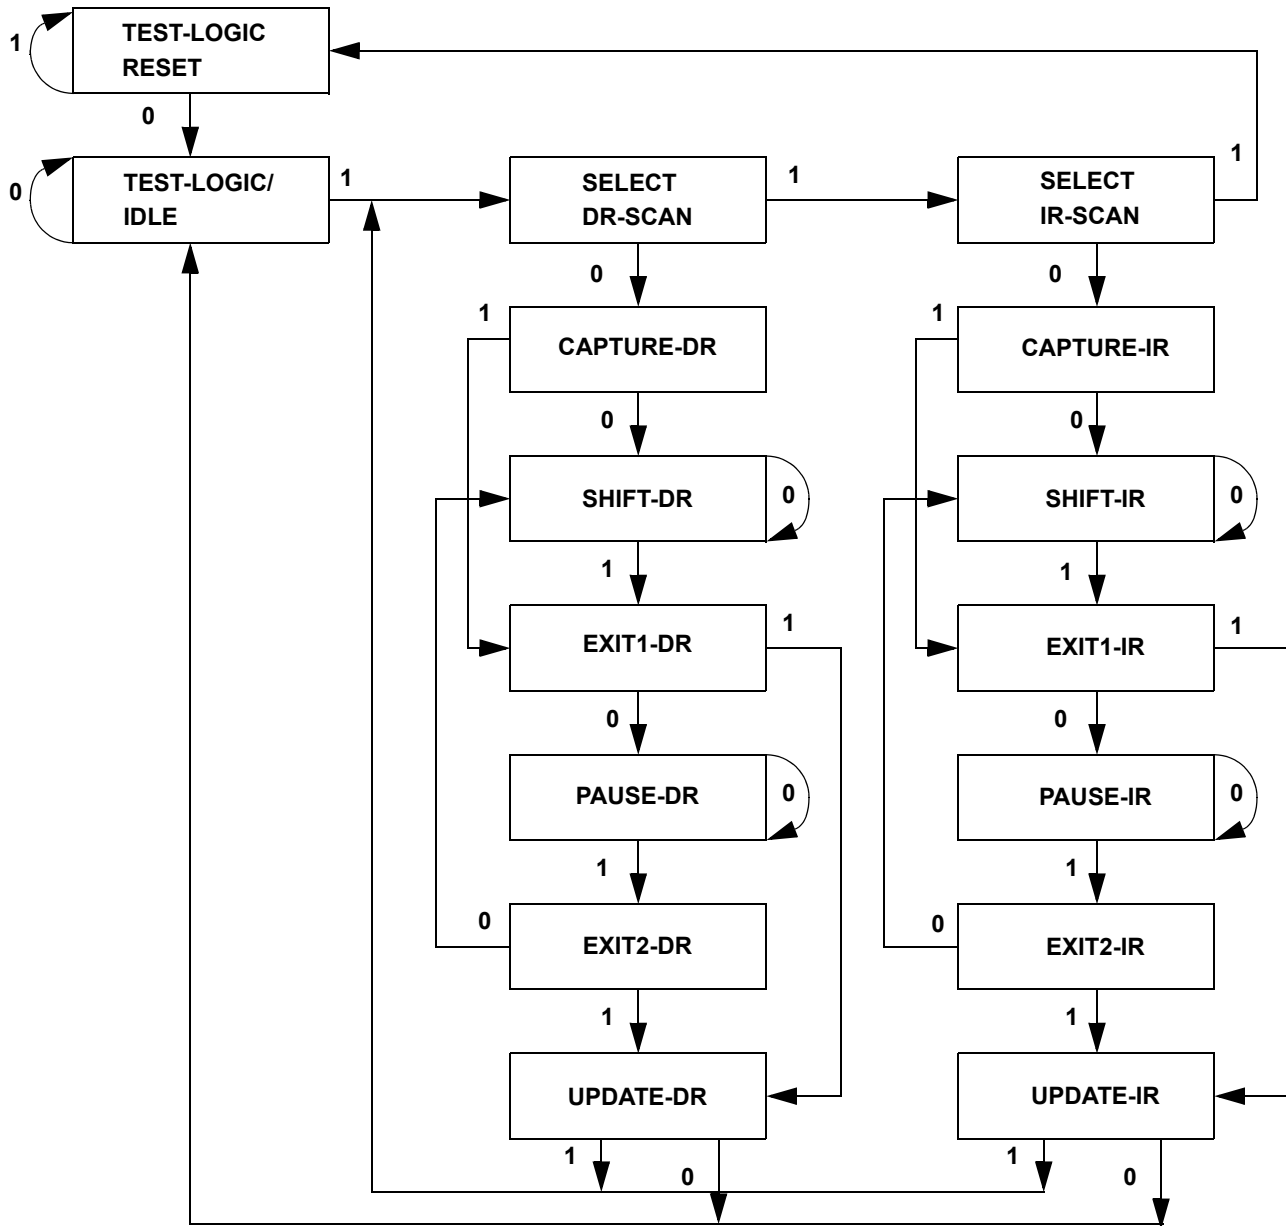 TEST-LOGIC
RESET
1
0
TEST-LOGIC/
IDLE
0
1
SELECT
DR-SCAN
1
SELECT
IR-SCAN
1
0
0
1
CAPTURE-DR
1
CAPTURE-IR
0
0
SHIFT-DR
0
SHIFT-IR
0
1
1
EXIT1-DR
1
EXIT1-IR
1
0
0
PAUSE-DR
0
PAUSE-IR
0
1
1
0
EXIT2-DR
0
EXIT2-IR
1
1
UPDATE-DR
UPDATE-IR
1
0
1
0